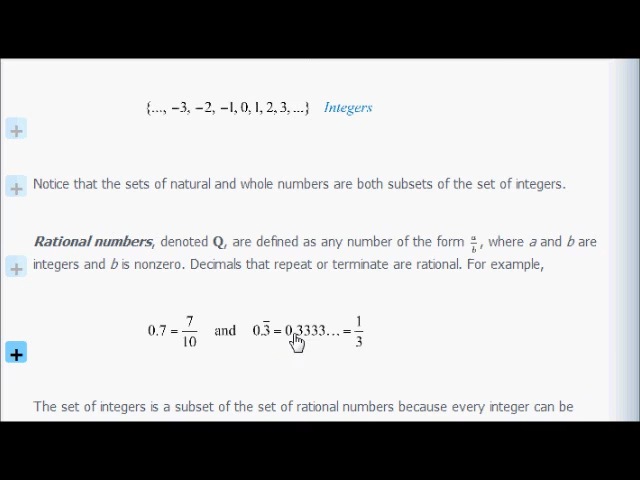 {..., −3, −2, −1, 0, 1, 2, 3, ...} Integers
Notice that the sets of natural and whole numbers are both subsets of the set of integers.
Rational numbers, denoted Q, are defined as any number of the form a/b, where a and b are
integers and b is nonzero. Decimals that repeat or terminate are rational. For example,
0.7 = 7/10 and 0.3̅ = 0.3333... = 1/3
The set of integers is a subset of the set of rational numbers because every integer can be